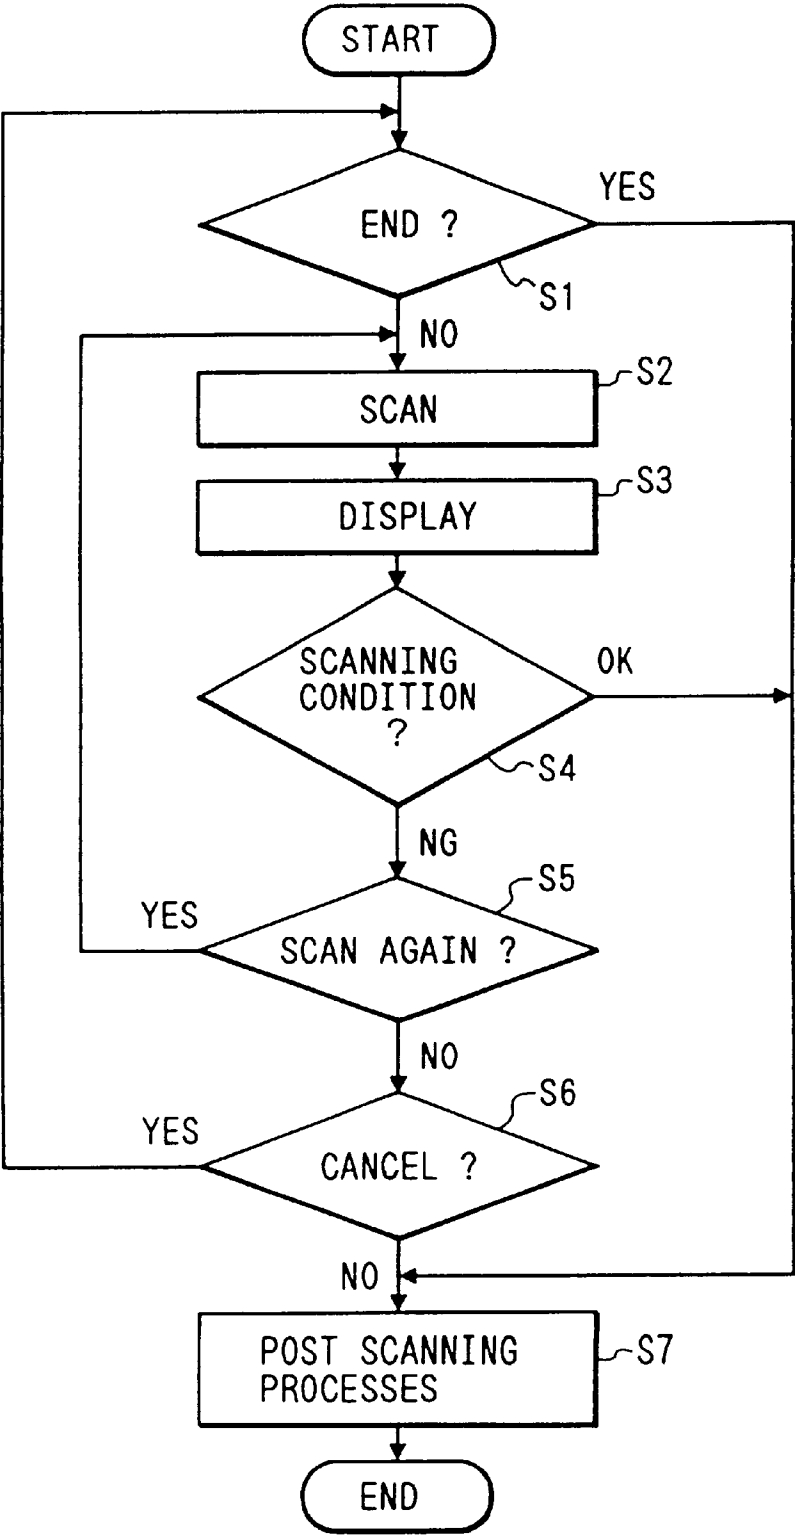 START
END ?
YES
S1
NO
S2
SCAN
S3
DISPLAY
SCANNING
CONDITION
?
OK
S4
NG
S5
YES
SCAN AGAIN ?
NO
S6
YES
CANCEL ?
NO
POST SCANNING
PROCESSES
S7
END